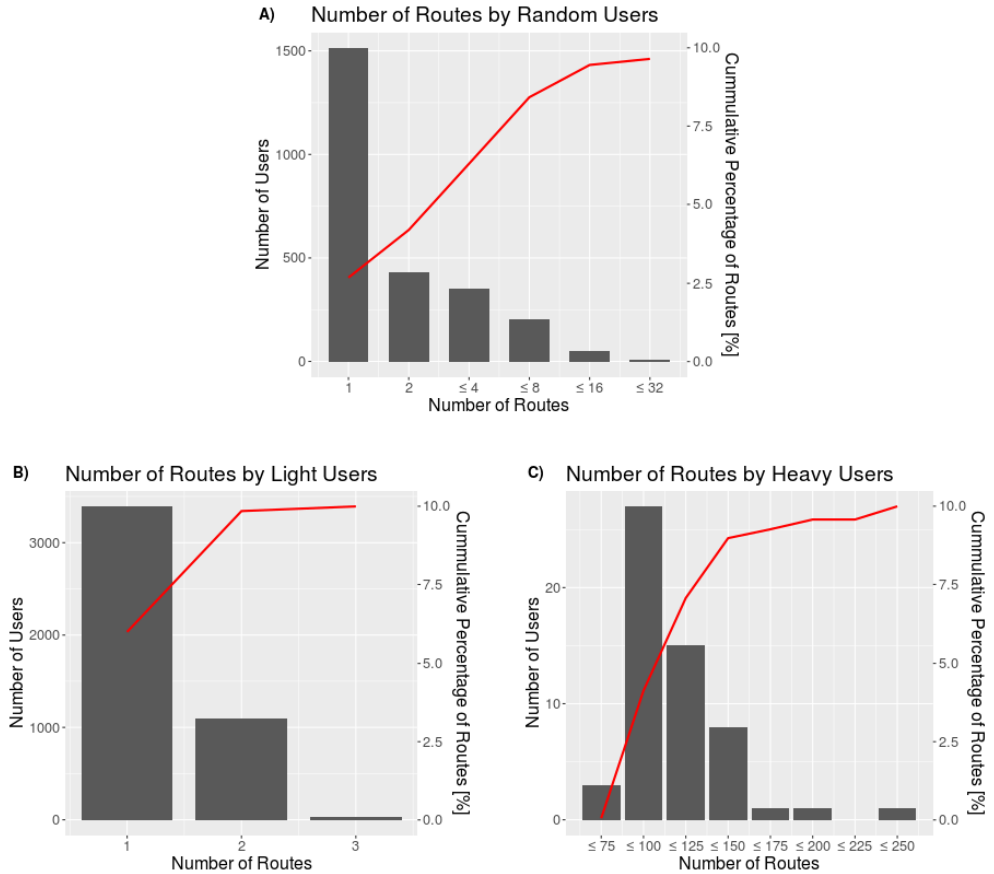 A) Number of Routes by Random Users
Number of Users
1500
1000
500
0
10.0
7.5
5.0
2.5
0.0
Cummulative Percentage of Routes [%]
1 2 ≤ 4 ≤ 8 ≤ 16 ≤ 32
Number of Routes
B) Number of Routes by Light Users
Number of Users
3000
2000
1000
0
10.0
7.5
5.0
2.5
0.0
Cummulative Percentage of Routes [%]
1 2 3
Number of Routes
C) Number of Routes by Heavy Users
Number of Users
20
10
0
10.0
7.5
5.0
2.5
0.0
Cummulative Percentage of Routes [%]
≤ 75 ≤ 100 ≤ 125 ≤ 150 ≤ 175 ≤ 200 ≤ 225 ≤ 250
Number of Routes